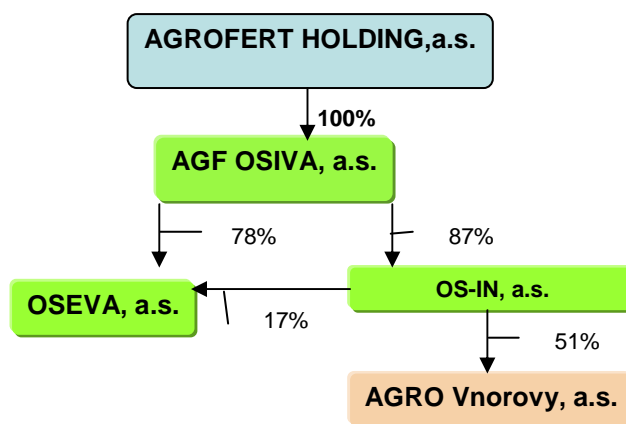 AGROFERT HOLDING,a.s.
100%
AGF OSIVA, a.s.
78%
87%
OSEVA, a.s.
OS-IN, a.s.
17%
51%
AGRO Vnorovy, a.s.